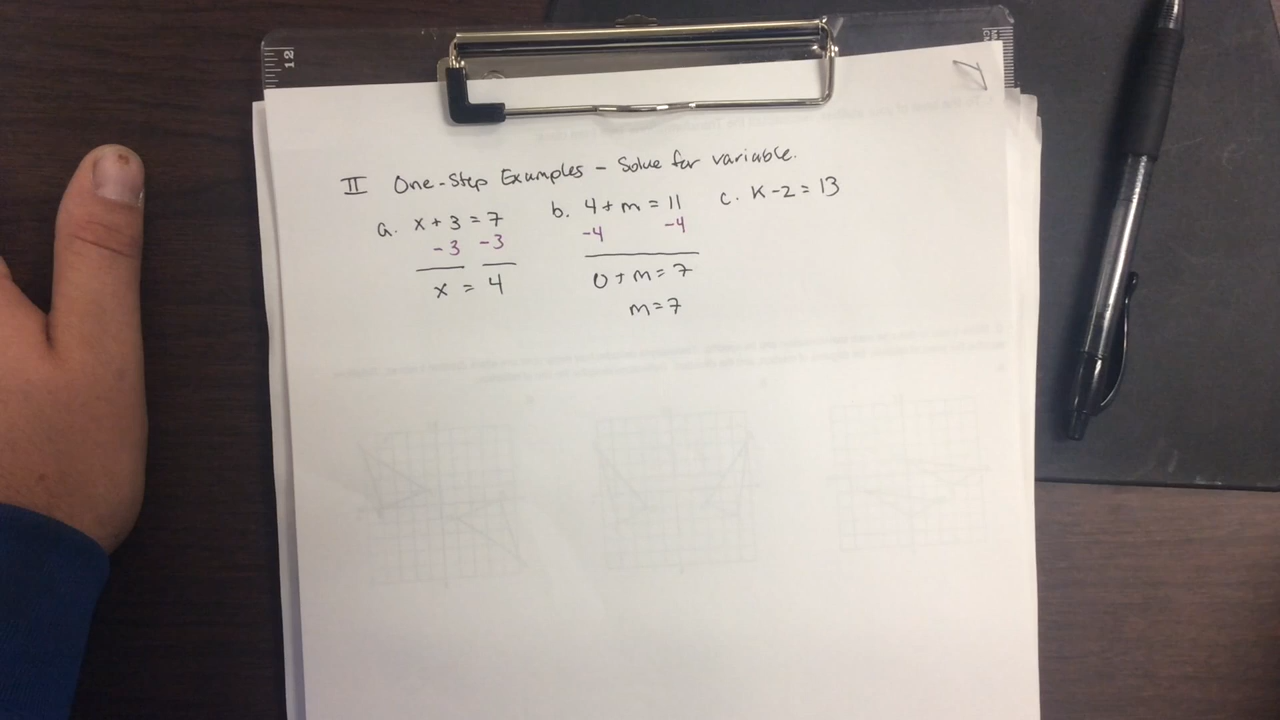 12
II One-Step Examples - Solve for variable.
a. x + 3 = 7 b. 4 + m = 11 c. K - 2 = 13
-3 -3 -4 -4
x = 4 0 + m = 7
m = 7